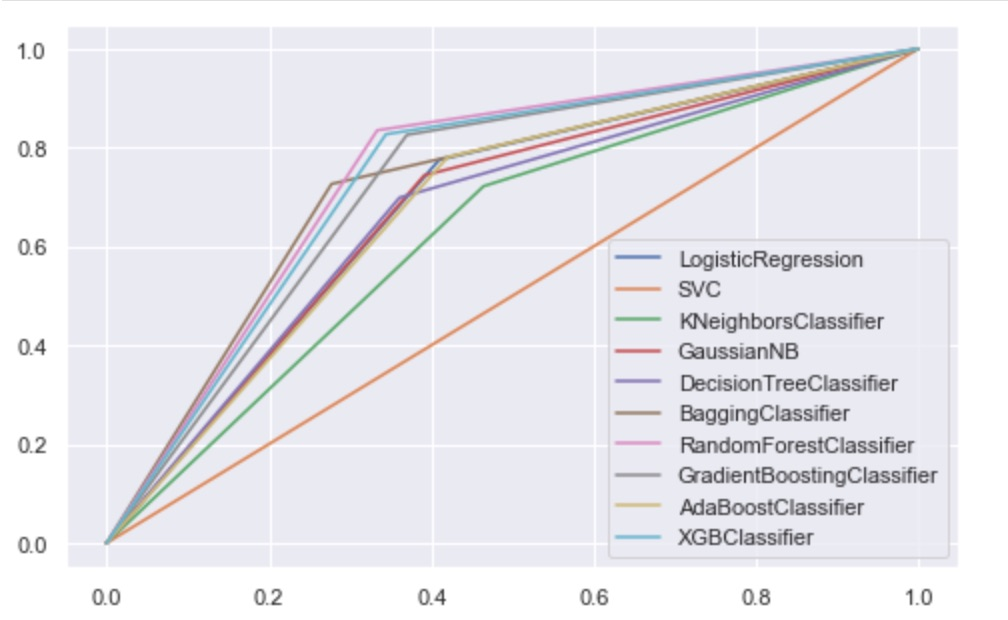 1.0
0.8
0.6
0.4
0.2
0.0
LogisticRegression
SVC
KNeighborsClassifier
GaussianNB
DecisionTreeClassifier
BaggingClassifier
RandomForestClassifier
GradientBoostingClassifier
AdaBoostClassifier
XGBClassifier
0.0 0.2 0.4 0.6 0.8 1.0